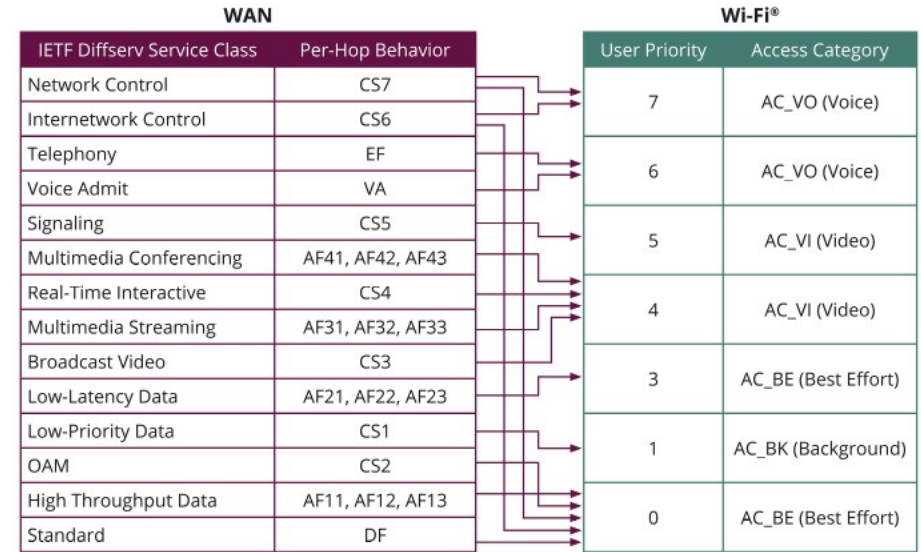 WAN
IETF Diffserv Service Class Per-Hop Behavior
Network Control CS7
Internetwork Control CS6
Telephony EF
Voice Admit VA
Signaling CS5
Multimedia Conferencing AF41, AF42, AF43
Real-Time Interactive CS4
Multimedia Streaming AF31, AF32, AF33
Broadcast Video CS3
Low-Latency Data AF21, AF22, AF23
Low-Priority Data CS1
OAM CS2
High Throughput Data AF11, AF12, AF13
Standard DF
Wi-Fi®
User Priority Access Category
7 AC_VO (Voice)
6 AC_VO (Voice)
5 AC_VI (Video)
4 AC_VI (Video)
3 AC_BE (Best Effort)
1 AC_BK (Background)
0 AC_BE (Best Effort)